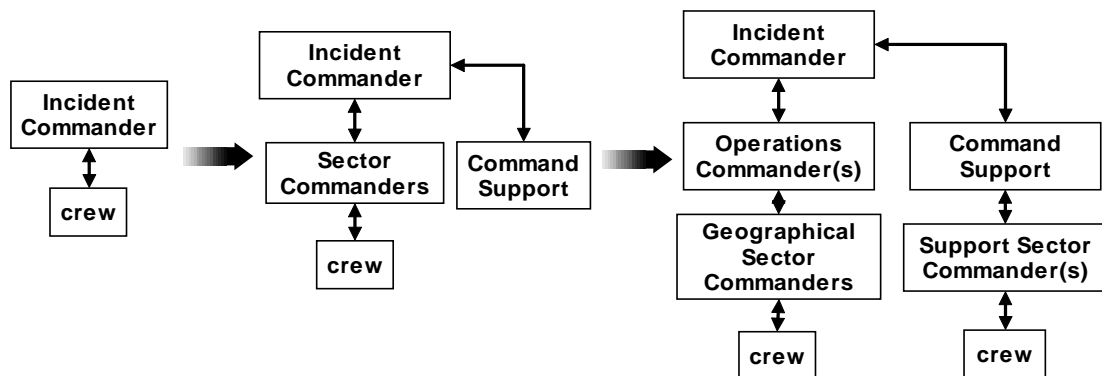 Incident
Commander
crew
Incident
Commander
Sector
Commanders
Command
Support
crew
Incident
Commander
Operations
Commander(s)
Command
Support
Geographical
Sector
Commanders
Support Sector
Commander(s)
crew
crew